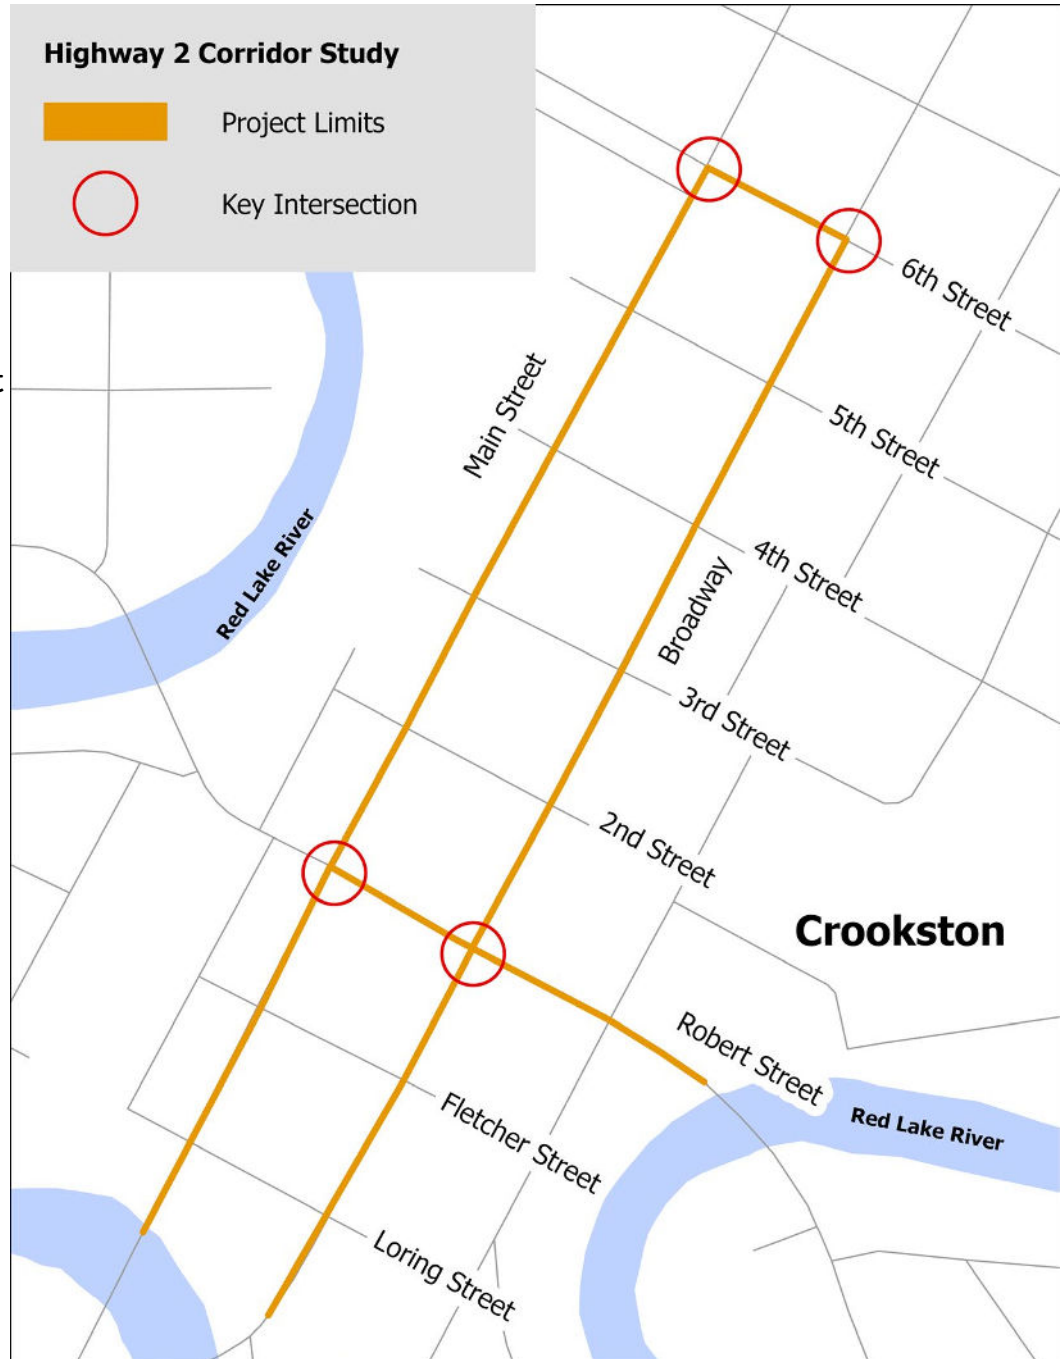 Highway 2 Corridor Study
Project Limits
Key Intersection
6th Street
Main Street
5th Street
Red Lake River
4th Street
Broadway
3rd Street
2nd Street
Crookston
Robert Street
Red Lake River
Fletcher Street
Loring Street